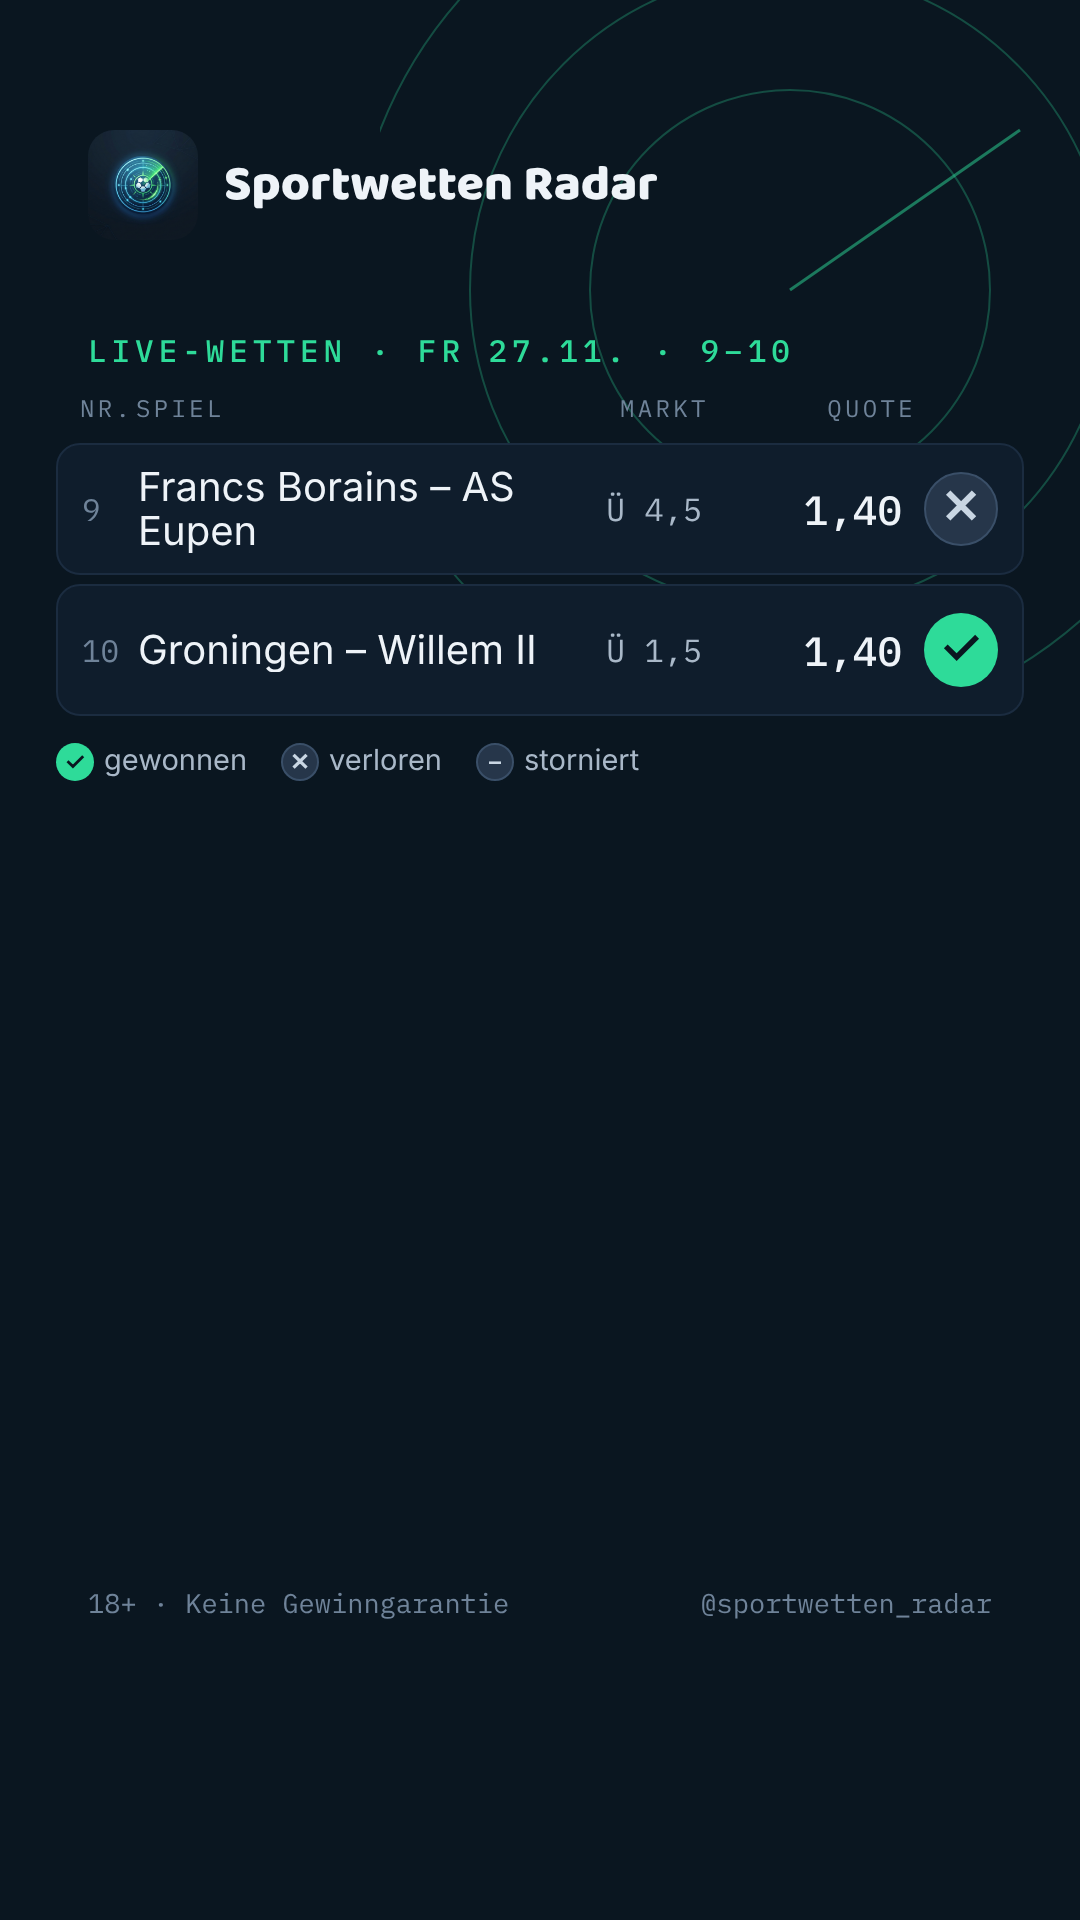 Sportwetten Radar
LIVE-WETTEN · FR 27.11. · 9–10
NR. SPIEL MARKT QUOTE
9 Francs Borains – AS Eupen Ü 4,5 1,40 ✕
10 Groningen – Willem II Ü 1,5 1,40 ✓
✓ gewonnen ✕ verloren – storniert
18+ · Keine Gewinngarantie @sportwetten_radar